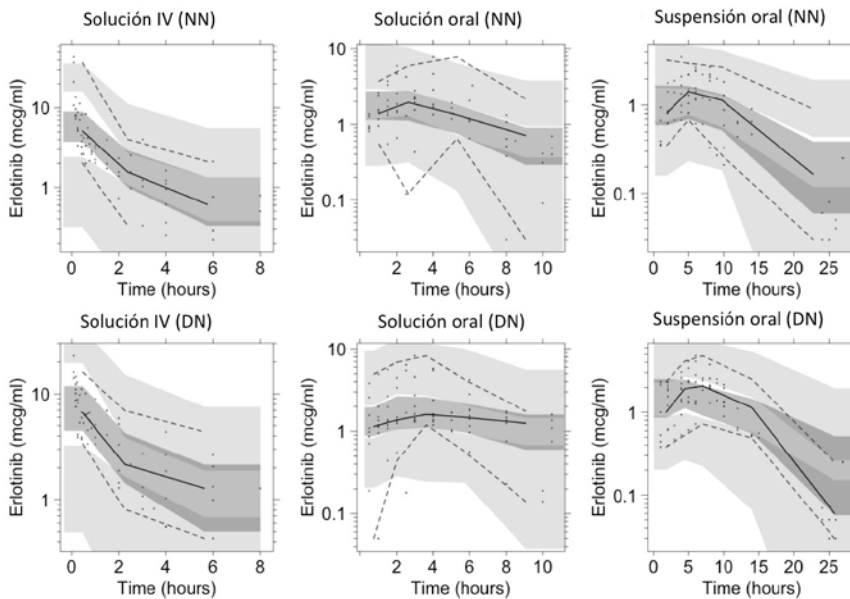 Solución IV (NN)
Solución oral (NN)
Suspensión oral (NN)
Erlotinib (mcg/ml)
10
1
0 2 4 6 8
Time (hours)
Erlotinib (mcg/ml)
10
1
0.1
2 4 6 8 10
Time (hours)
Erlotinib (mcg/ml)
1
0.1
0 5 10 15 20 25
Time (hours)
Solución IV (DN)
Solución oral (DN)
Suspensión oral (DN)
Erlotinib (mcg/ml)
10
1
0 2 4 6 8
Time (hours)
Erlotinib (mcg/ml)
10
1
0.1
2 4 6 8 10
Time (hours)
Erlotinib (mcg/ml)
1
0.1
0 5 10 15 20 25
Time (hours)